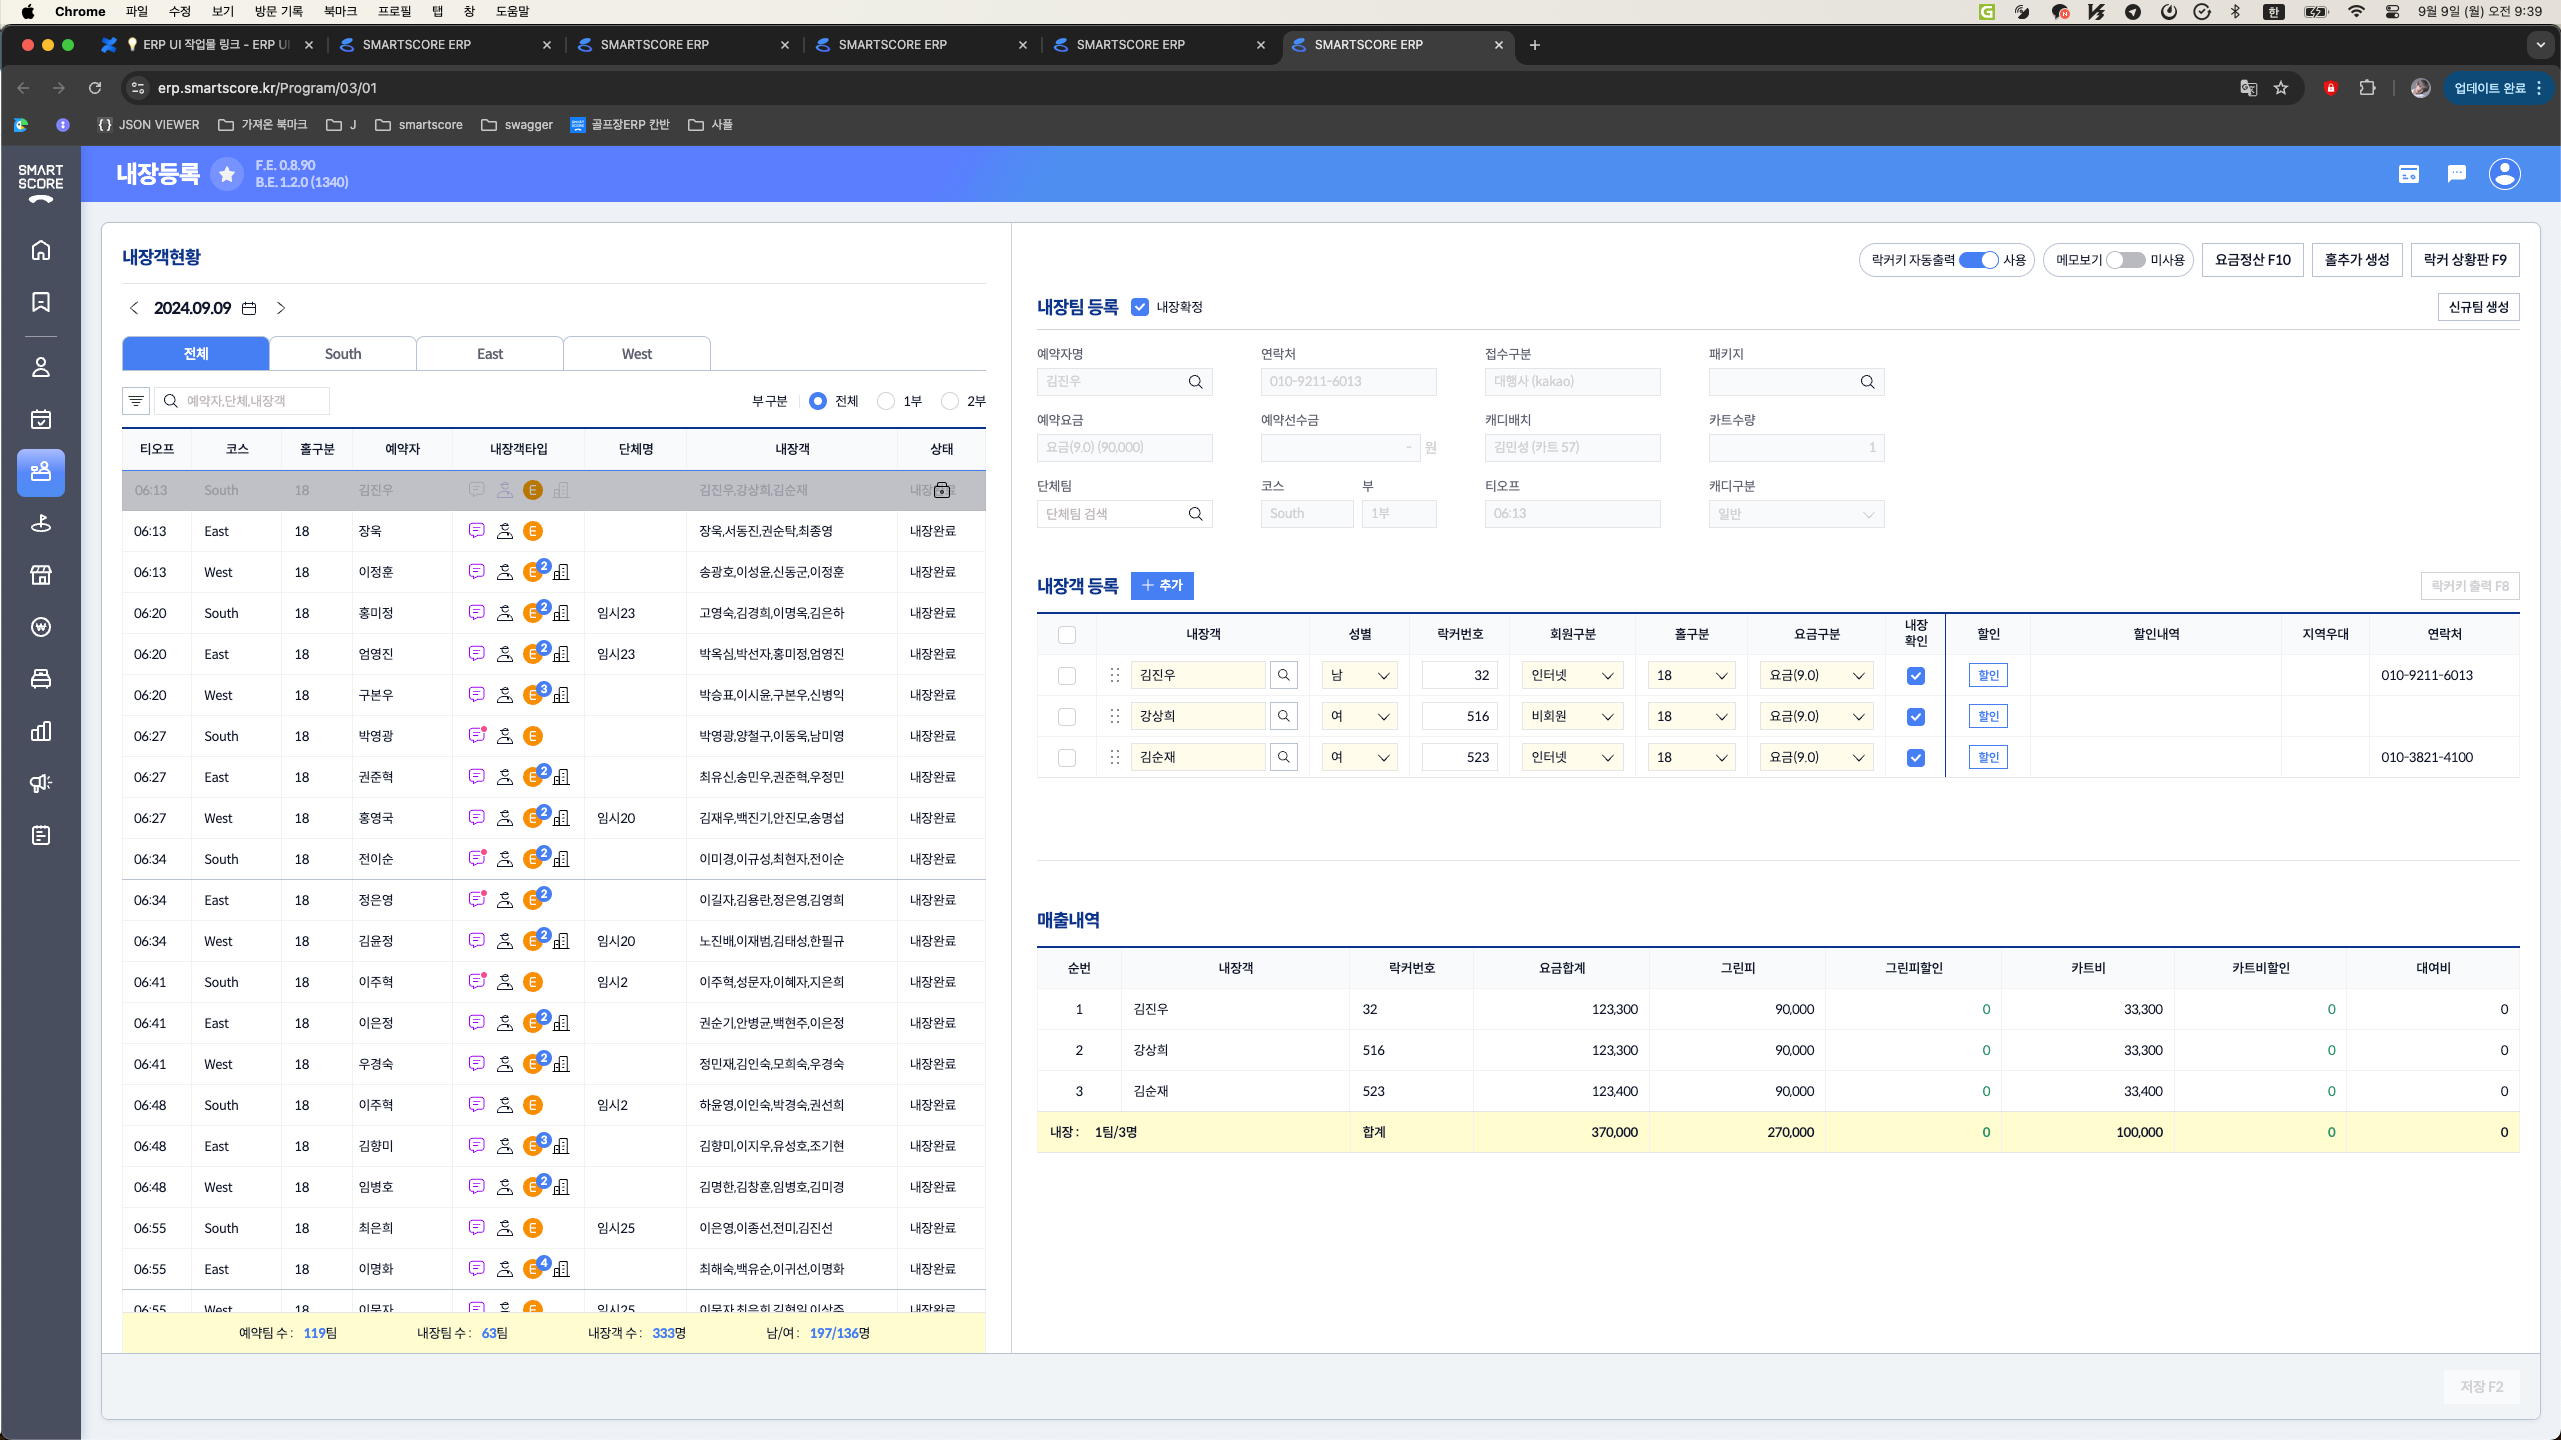 Chrome 파일 수정 보기 방문 기록 북마크 프로필 탭 창 도움말 한 9월 9일 (월) 오전 9:39
ERP UI 작업물 링크 - ERP UI SMARTSCORE ERP SMARTSCORE ERP SMARTSCORE ERP SMARTSCORE ERP SMARTSCORE ERP
erp.smartscore.kr/Program/03/01 업데이트 완료
JSON VIEWER 가져온 북마크 J smartscore swagger 골프장ERP 칸반 사플
SMART
SCORE
내장등록
F.E. 0.8.90
B.E. 1.2.0 (1340)
내장객현황
2024.09.09
전체 South East West
예약자,단체,내장객 부 구분 전체 1부 2부
티오프 코스 홀구분 예약자 내장객타입 단체명 내장객 상태
06:13 South 18 김진우 E 김진우,강상희,김순재
06:13 East 18 장욱 E 장욱,서동진,권순탁,최종영 내장완료
06:13 West 18 이정훈 E 2 송광호,이성윤,신동군,이정훈 내장완료
06:20 South 18 홍미정 E 2 임시23 고영숙,김경희,이명옥,김은하 내장완료
06:20 East 18 엄영진 E 2 임시23 박옥심,박선자,홍미정,엄영진 내장완료
06:20 West 18 구본우 E 3 박승표,이시윤,구본우,신병익 내장완료
06:27 South 18 박영광 E 박영광,양철구,이동욱,남미영 내장완료
06:27 East 18 권준혁 E 2 최유신,송민우,권준혁,우정민 내장완료
06:27 West 18 홍영국 E 2 임시20 김재우,백진기,안진모,송명섭 내장완료
06:34 South 18 전이순 E 2 이미경,이규성,최현자,전이순 내장완료
06:34 East 18 정은영 E 2 이길자,김용란,정은영,김영희 내장완료
06:34 West 18 김윤정 E 2 임시20 노진배,이재범,김태성,한필규 내장완료
06:41 South 18 이주혁 E 임시2 이주혁,성문자,이혜자,지은희 내장완료
06:41 East 18 이은정 E 2 권순기,안병균,백현주,이은정 내장완료
06:41 West 18 우경숙 E 2 정민재,김인숙,모희숙,우경숙 내장완료
06:48 South 18 이주혁 E 임시2 하윤영,이인숙,박경숙,권선희 내장완료
06:48 East 18 김향미 E 3 김향미,이지우,유성호,조기현 내장완료
06:48 West 18 임병호 E 2 김명한,김창훈,임병호,김미경 내장완료
06:55 South 18 최은희 E 임시25 이은영,이종선,전미,김진선 내장완료
06:55 East 18 이명화 E 4 최해숙,백유순,이귀선,이명화 내장완료
06:55 West 18 E 임시25 내장완료
예약팀 수 : 119팀 내장팀 수 : 63팀 내장객 수 : 333명 남/여 : 197/136명
락커키 자동출력 사용 메모보기 미사용 요금정산 F10 홀추가 생성 락커 상황판 F9
내장팀 등록 내장확정 신규팀 생성
예약자명 연락처 접수구분 패키지
김진우 010-9211-6013 대행사 (kakao)
예약요금 예약선수금 캐디배치 카트수량
요금(9.0) (90,000) - 원 김민성 (카트 57) 1
단체팀 코스 부 티오프 캐디구분
단체팀 검색 South 1부 06:13 일반
내장객 등록 + 추가 락커키 출력 F8
내장객 성별 락커번호 회원구분 홀구분 요금구분 내장 확인 할인 할인내역 지역우대 연락처
김진우 남 32 인터넷 18 요금(9.0) 할인 010-9211-6013
강상희 여 516 비회원 18 요금(9.0) 할인
김순재 여 523 인터넷 18 요금(9.0) 할인 010-3821-4100
매출내역
순번 내장객 락커번호 요금합계 그린피 그린피할인 카트비 카트비할인 대여비
1 김진우 32 123,300 90,000 0 33,300 0 0
2 강상희 516 123,300 90,000 0 33,300 0 0
3 김순재 523 123,400 90,000 0 33,400 0 0
내장 : 1팀/3명 합계 370,000 270,000 0 100,000 0 0
저장 F2